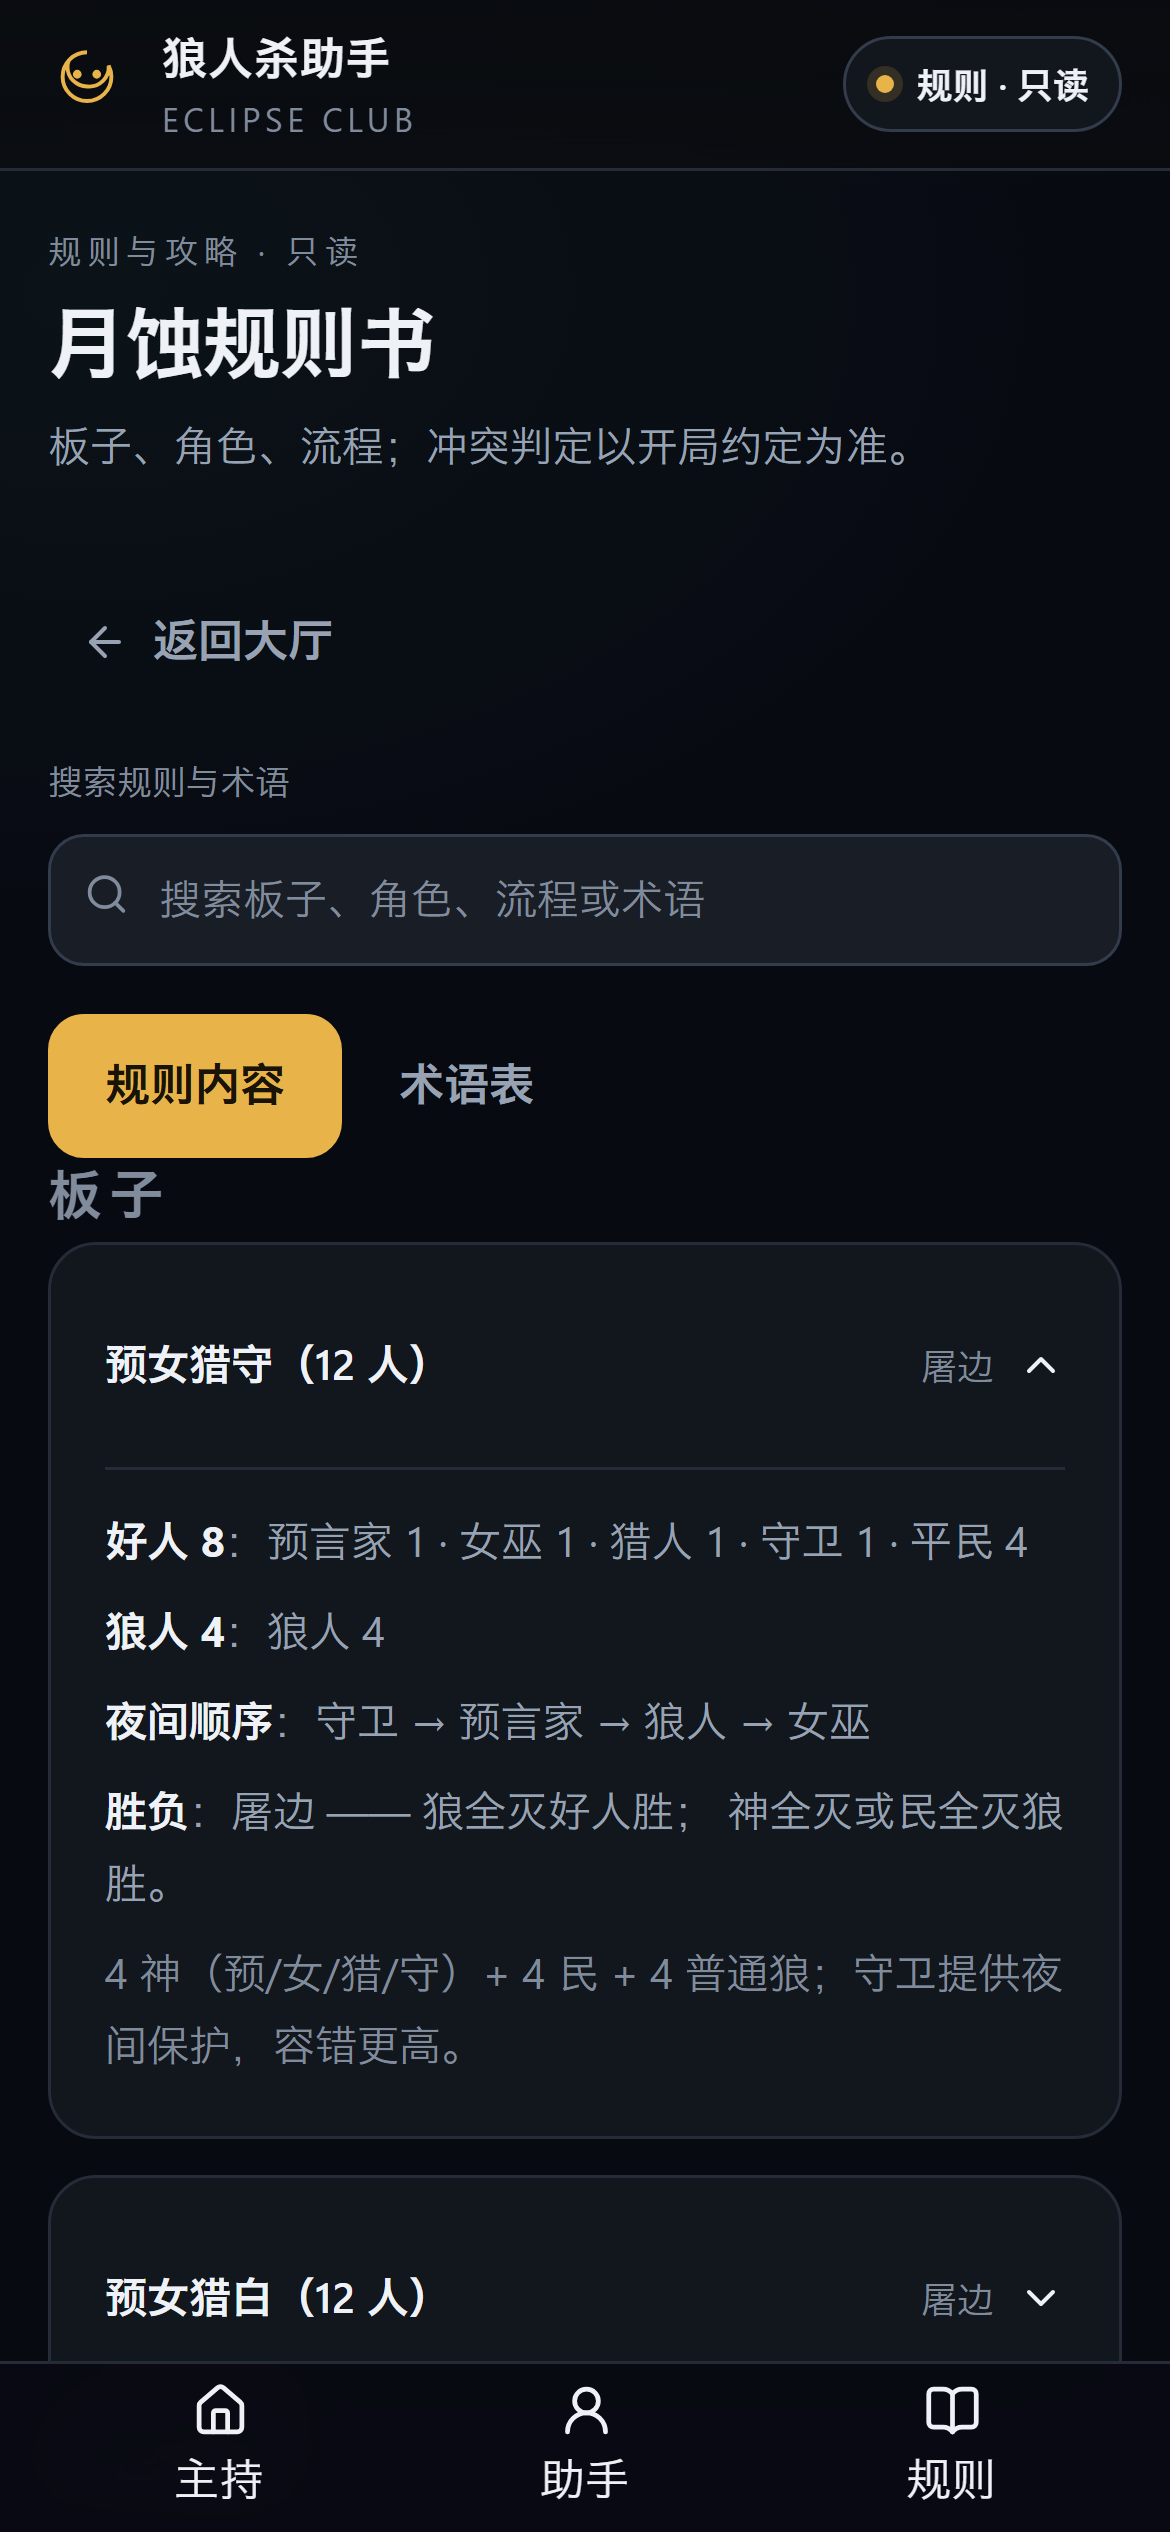 狼人杀助手
ECLIPSE CLUB
规则 · 只读
规则与攻略 · 只读
月蚀规则书
板子、角色、流程；冲突判定以开局约定为准。
← 返回大厅
搜索规则与术语
搜索板子、角色、流程或术语
规则内容
术语表
板子
预女猎守（12 人）
屠边
好人 8：预言家 1 · 女巫 1 · 猎人 1 · 守卫 1 · 平民 4
狼人 4：狼人 4
夜间顺序：守卫 → 预言家 → 狼人 → 女巫
胜负：屠边 —— 狼全灭好人胜； 神全灭或民全灭狼
胜。
4 神（预/女/猎/守）+ 4 民 + 4 普通狼；守卫提供夜
间保护，容错更高。
预女猎白（12 人）
屠边
主持
助手
规则